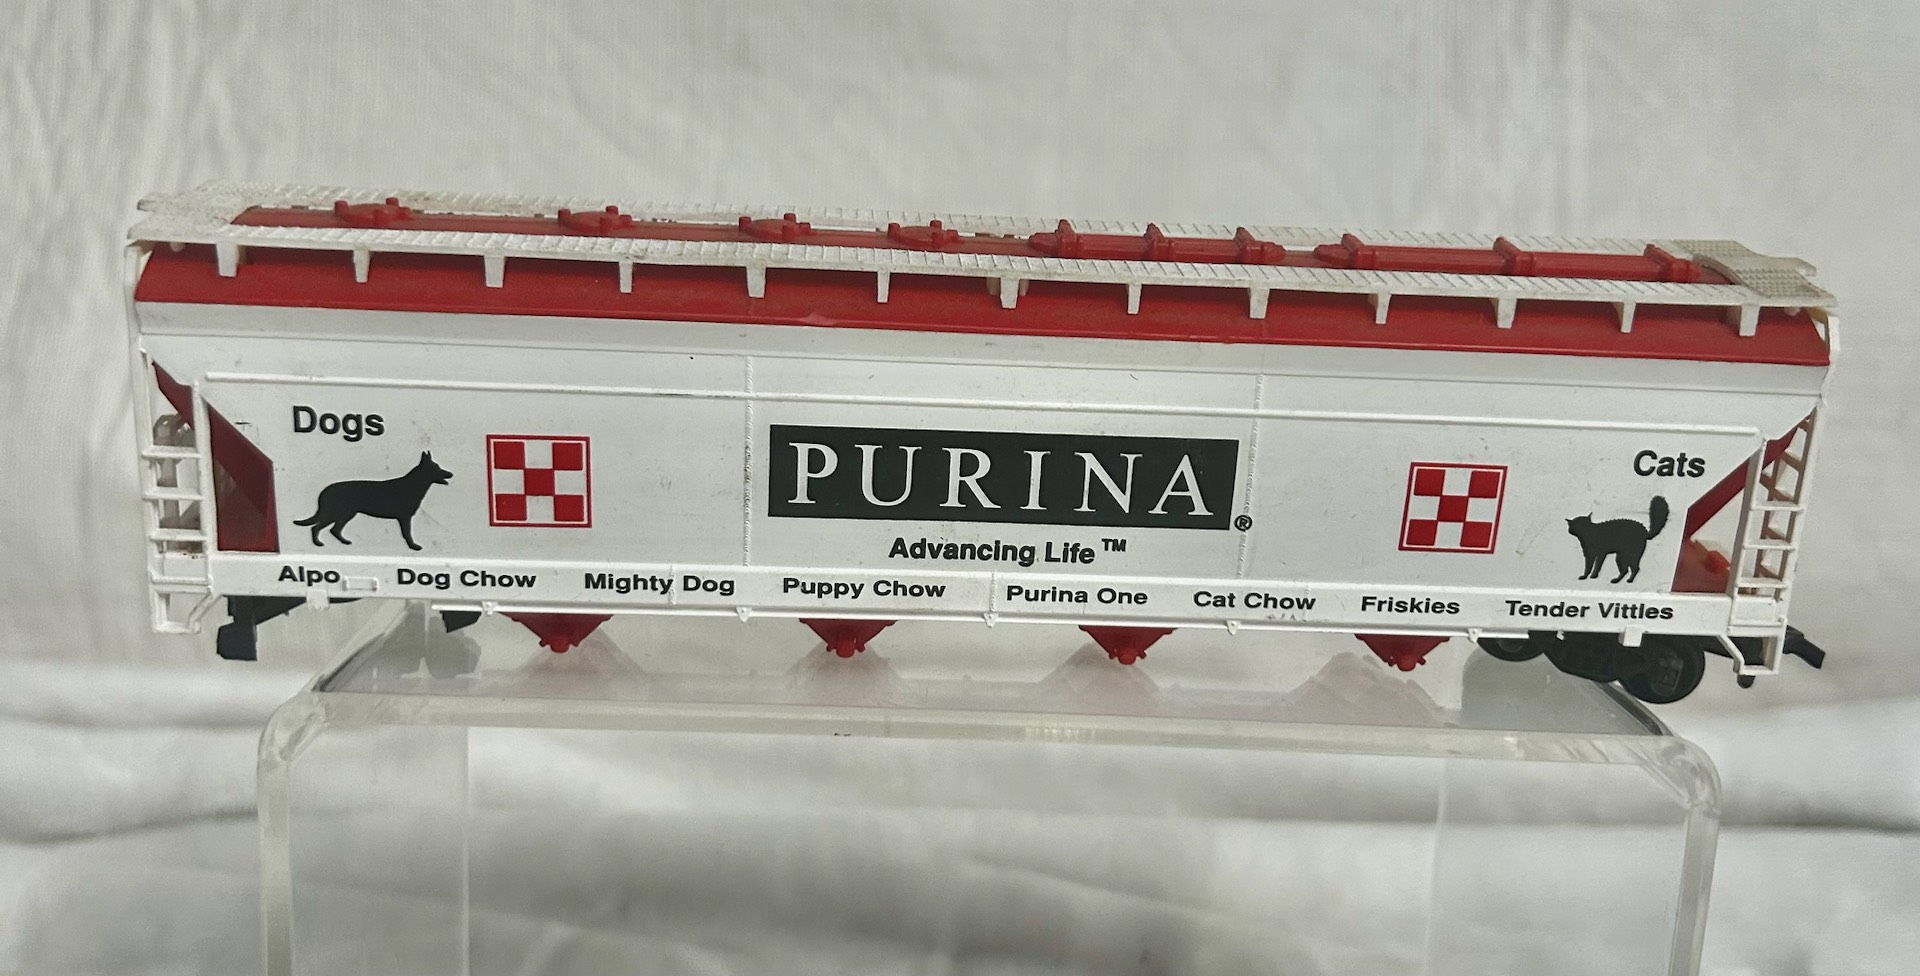 Dogs
Cats
PURINA®
Advancing Life™
Alpo Dog Chow Mighty Dog Puppy Chow Purina One Cat Chow Friskies Tender Vittles